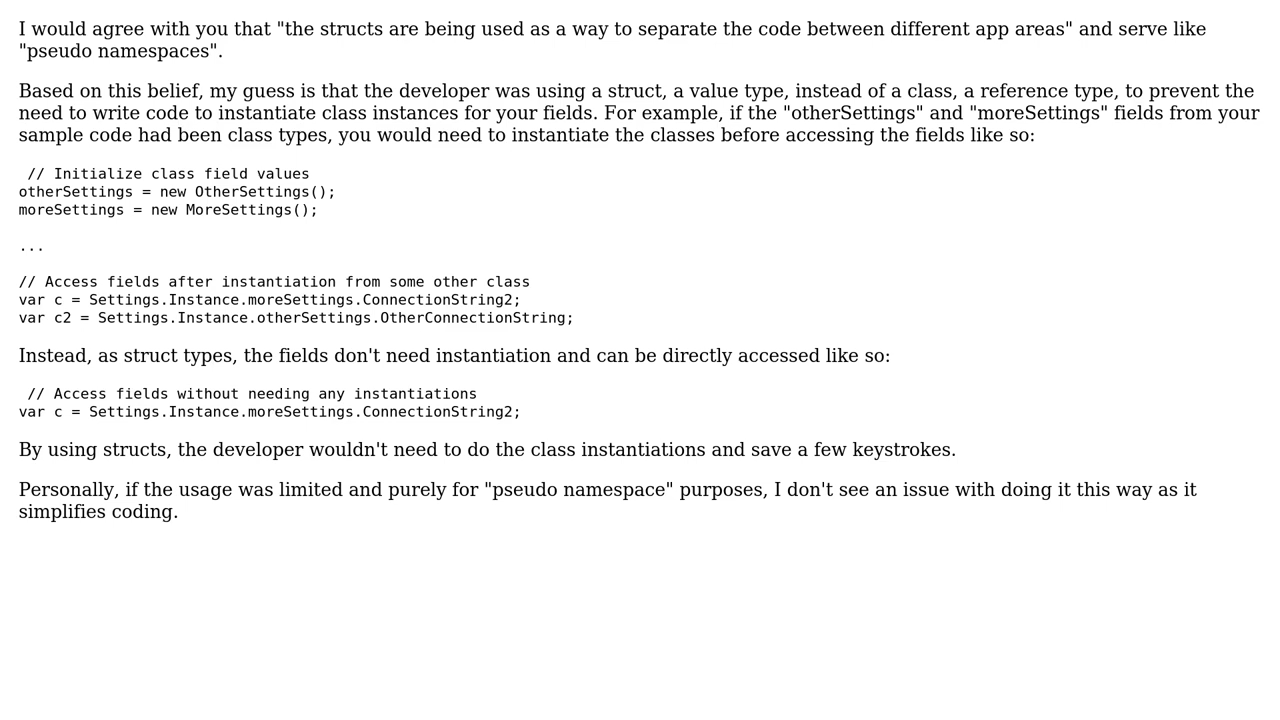 I would agree with you that "the structs are being used as a way to separate the code between different app areas" and serve like
"pseudo namespaces".
Based on this belief, my guess is that the developer was using a struct, a value type, instead of a class, a reference type, to prevent the
need to write code to instantiate class instances for your fields. For example, if the "otherSettings" and "moreSettings" fields from your
sample code had been class types, you would need to instantiate the classes before accessing the fields like so:
// Initialize class field values
otherSettings = new OtherSettings();
moreSettings = new MoreSettings();
...
// Access fields after instantiation from some other class
var c = Settings.Instance.moreSettings.ConnectionString2;
var c2 = Settings.Instance.otherSettings.OtherConnectionString;
Instead, as struct types, the fields don't need instantiation and can be directly accessed like so:
// Access fields without needing any instantiations
var c = Settings.Instance.moreSettings.ConnectionString2;
By using structs, the developer wouldn't need to do the class instantiations and save a few keystrokes.
Personally, if the usage was limited and purely for "pseudo namespace" purposes, I don't see an issue with doing it this way as it
simplifies coding.